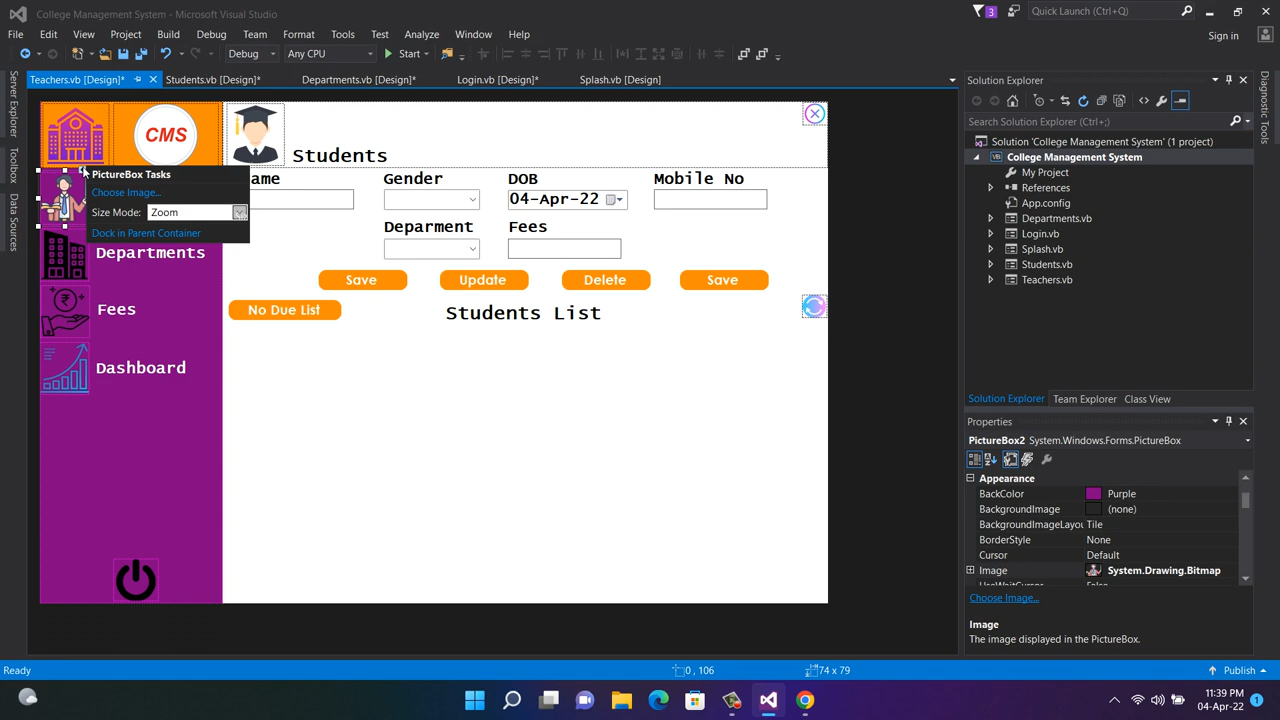 College Management System - Microsoft Visual Studio
3
Quick Launch (Ctrl+;)
File Edit View Project Build Debug Team Format Tools Test Analyze Window Help
Sign in
Debug Any CPU Start
Teachers.vb [Design]* Students.vb [Design]* Departments.vb [Design]* Login.vb [Design]* Splash.vb [Design]
Server Explorer
Toolbox
Data Sources
CMS
Students
PictureBox Tasks
Choose Image...
Size Mode: Zoom
Dock in Parent Container
ame Gender DOB Mobile No
04-Apr-22
Deparment Fees
Departments
Save Update Delete Save
Fees
No Due List Students List
Dashboard
Solution Explorer
Diagnostic Tools
Search Solution Explorer (Ctrl+;)
Solution 'College Management System' (1 project)
College Management System
My Project
References
App.config
Departments.vb
Login.vb
Splash.vb
Students.vb
Teachers.vb
Solution Explorer Team Explorer Class View
Properties
PictureBox2 System.Windows.Forms.PictureBox
Appearance
BackColor Purple
BackgroundImage (none)
BackgroundImageLayou Tile
BorderStyle None
Cursor Default
Image System.Drawing.Bitmap
UseWaitCursor False
Choose Image...
Image
The image displayed in the PictureBox.
Ready 0 , 106 74 x 79 Publish
11:39 PM
04-Apr-22
1